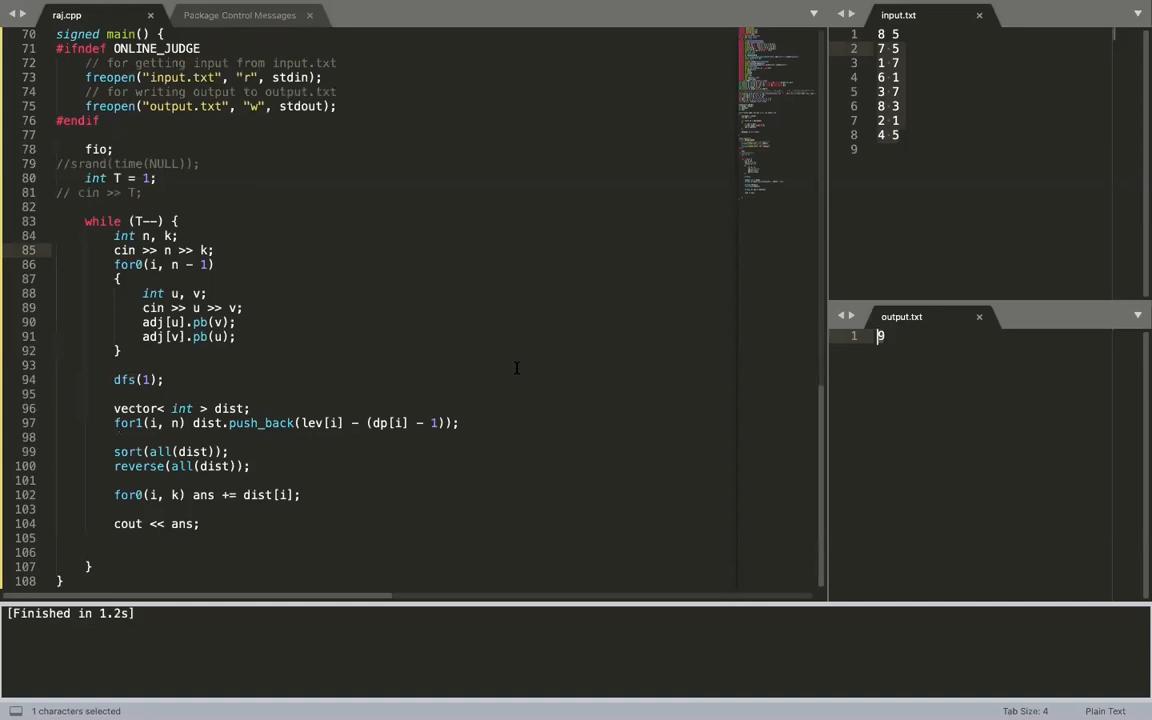 raj.cpp
Package Control Messages
70 signed main() {
71 #ifndef ONLINE_JUDGE
72 // for getting input from input.txt
73 freopen("input.txt", "r", stdin);
74 // for writing output to output.txt
75 freopen("output.txt", "w", stdout);
76 #endif
77
78 fio;
79 //srand(time(NULL));
80 int T = 1;
81 // cin >> T;
82
83 while (T--) {
84 int n, k;
85 cin >> n >> k;
86 for0(i, n - 1)
87 {
88 int u, v;
89 cin >> u >> v;
90 adj[u].pb(v);
91 adj[v].pb(u);
92 }
93
94 dfs(1);
95
96 vector< int > dist;
97 for1(i, n) dist.push_back(lev[i] - (dp[i] - 1));
98
99 sort(all(dist));
100 reverse(all(dist));
101
102 for0(i, k) ans += dist[i];
103
104 cout << ans;
105
106
107 }
108 }
input.txt
1 8 5
2 7 5
3 1 7
4 6 1
5 3 7
6 8 3
7 2 1
8 4 5
9
output.txt
1 9
[Finished in 1.2s]
1 characters selected
Tab Size: 4
Plain Text